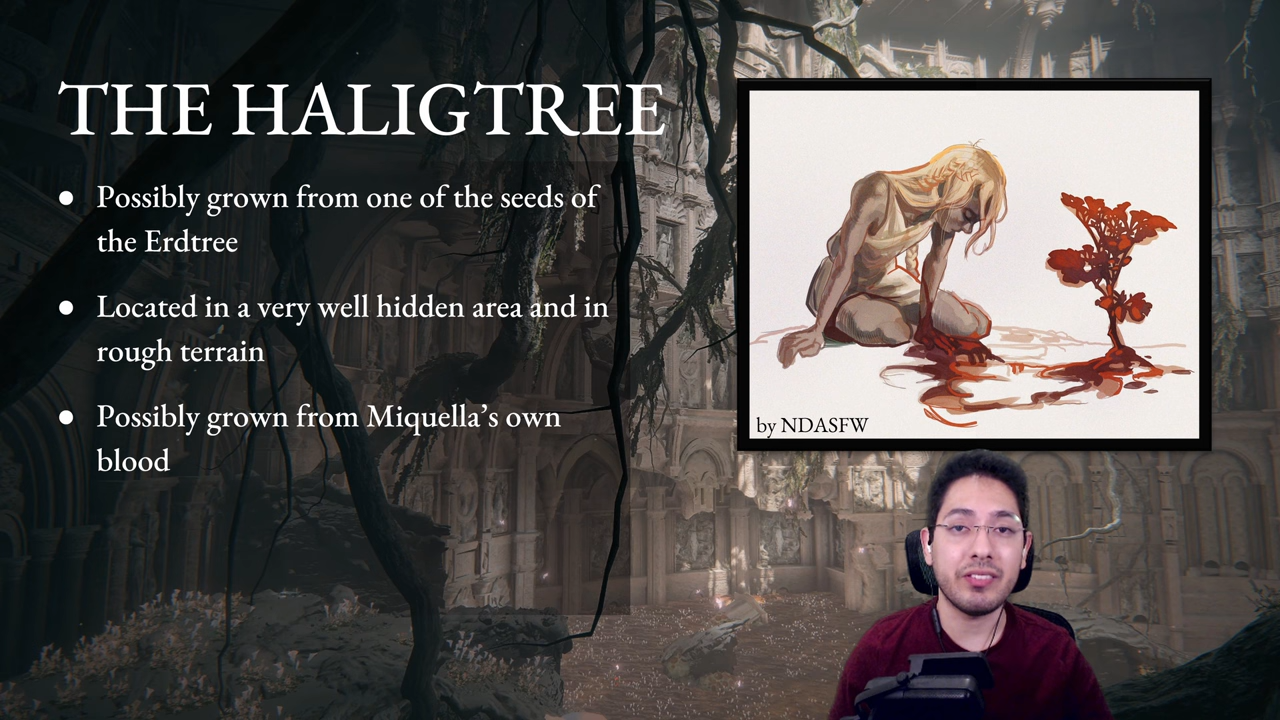 THE HALIGTREE
● Possibly grown from one of the seeds of
the Erdtree
● Located in a very well hidden area and in
rough terrain
● Possibly grown from Miquella’s own
blood
by NDASFW